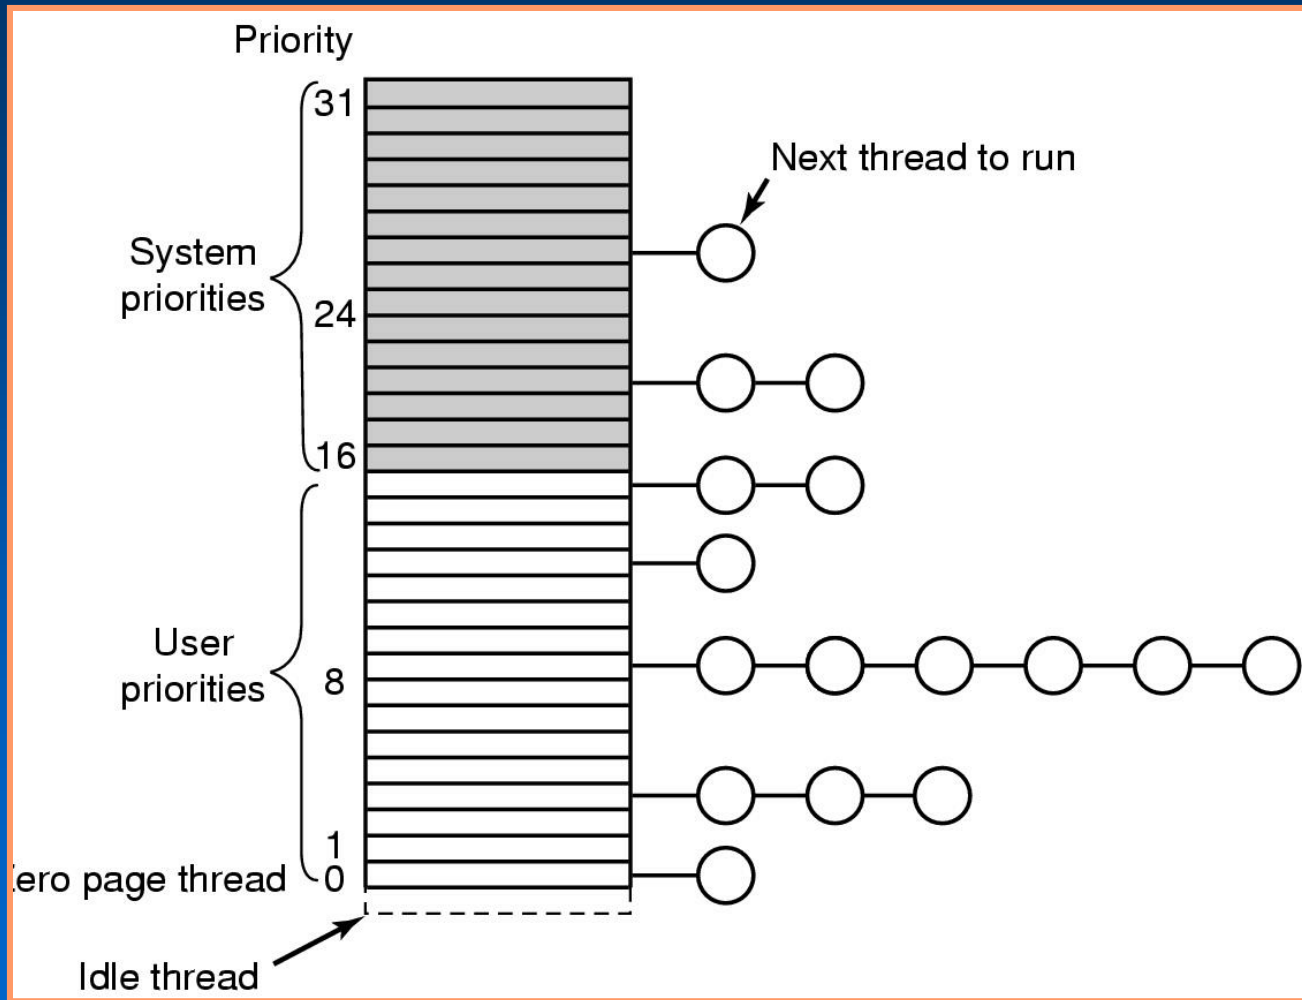 Priority
31
Next thread to run
System
priorities
24
16
User
priorities
8
1
page thread 0
Idle thread